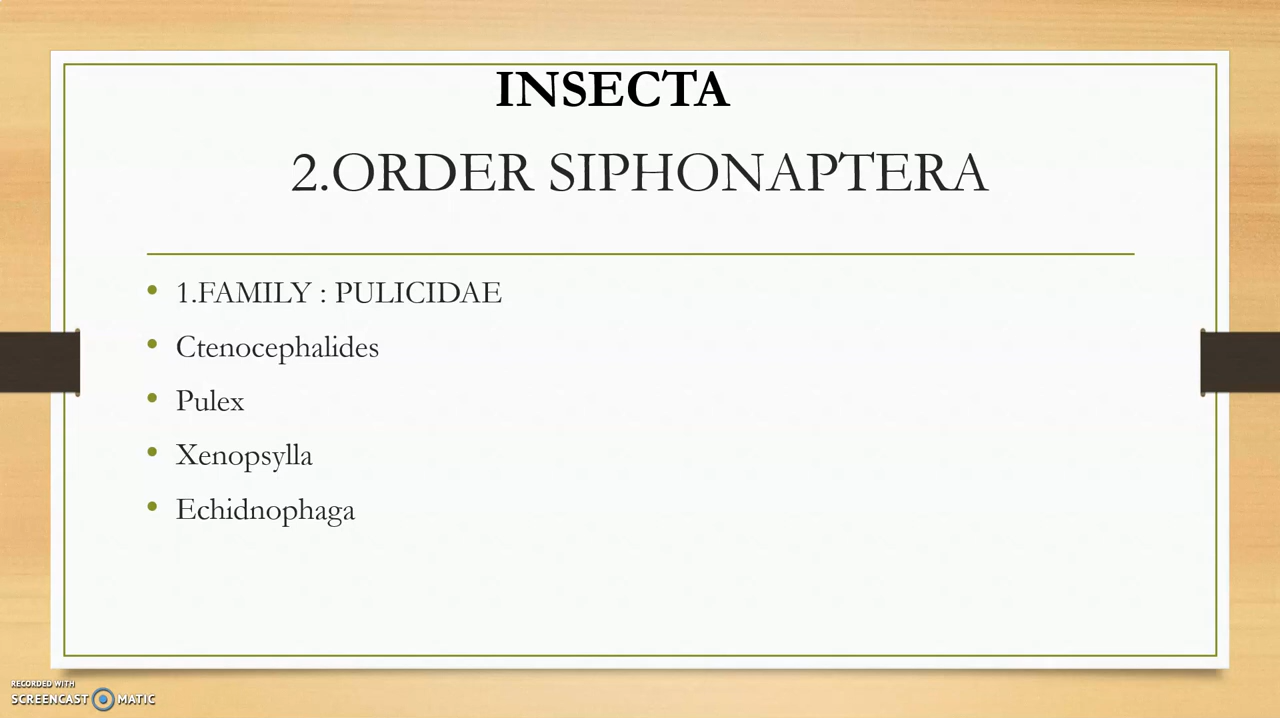 INSECTA
2.ORDER SIPHONAPTERA
1.FAMILY : PULICIDAE
Ctenocephalides
Pulex
Xenopsylla
Echidnophaga
RECORDED WITH
SCREENCAST MATIC